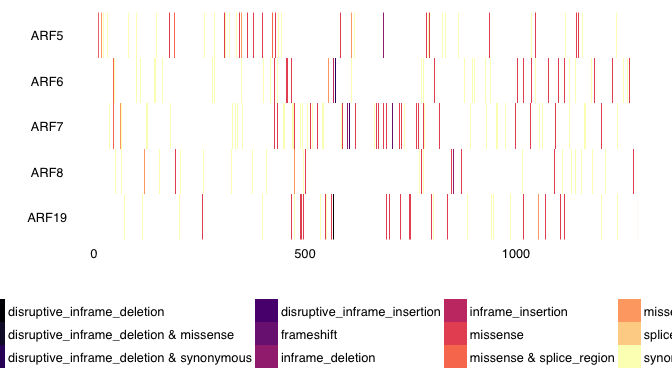 ARF5
ARF6
ARF7
ARF8
ARF19
0 500 1000
disruptive_inframe_deletion disruptive_inframe_insertion inframe_insertion
disruptive_inframe_deletion & missense frameshift missense
disruptive_inframe_deletion & synonymous inframe_deletion missense & splice_region